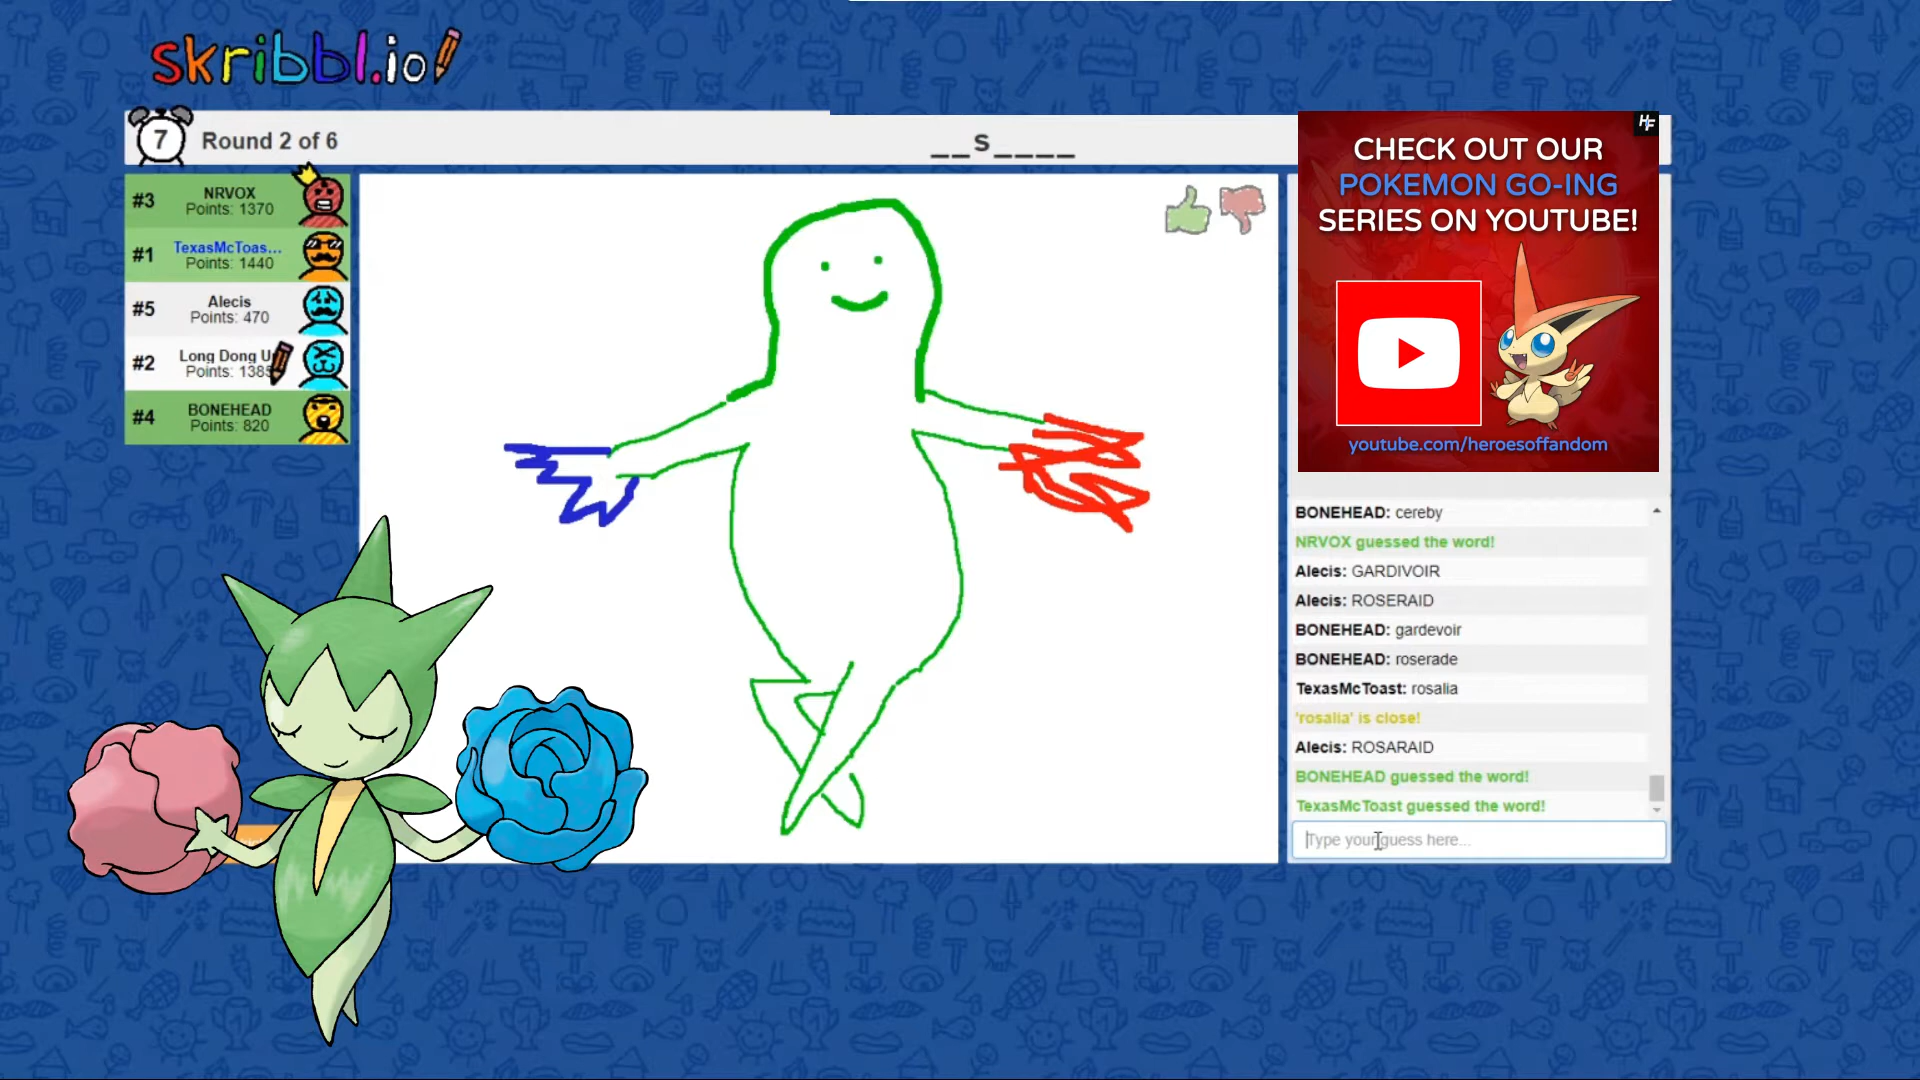 skribbl.io
7
Round 2 of 6
__s____
#3
NRVOX
Points: 1370
#1
TexasMcToas...
Points: 1440
#5
Alecis
Points: 470
#2
Long Dong U
Points: 1385
#4
BONEHEAD
Points: 820
HF
CHECK OUT OUR
POKEMON GO-ING
SERIES ON YOUTUBE!
youtube.com/heroesoffandom
BONEHEAD: cereby
NRVOX guessed the word!
Alecis: GARDIVOIR
Alecis: ROSERAID
BONEHEAD: gardevoir
BONEHEAD: roserade
TexasMcToast: rosalia
'rosalia' is close!
Alecis: ROSARAID
BONEHEAD guessed the word!
TexasMcToast guessed the word!
Type your guess here...